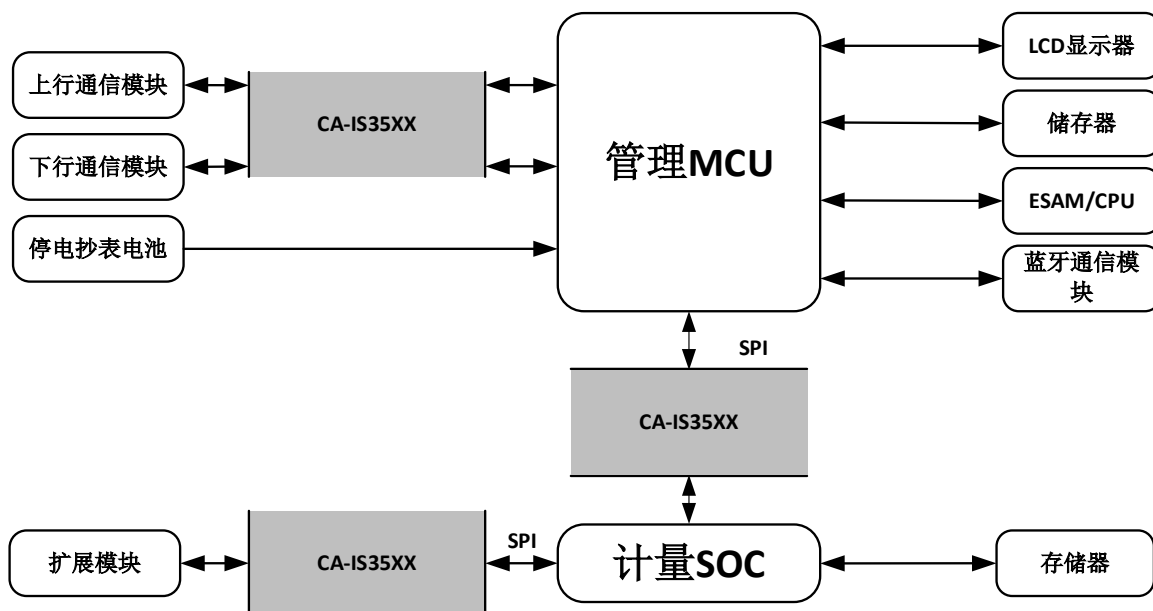 上行通信模块
下行通信模块
停电抄表电池
CA-IS35XX
管理MCU
LCD显示器
储存器
ESAM/CPU
蓝牙通信模
块
SPI
CA-IS35XX
扩展模块
CA-IS35XX
SPI
计量SOC
存储器